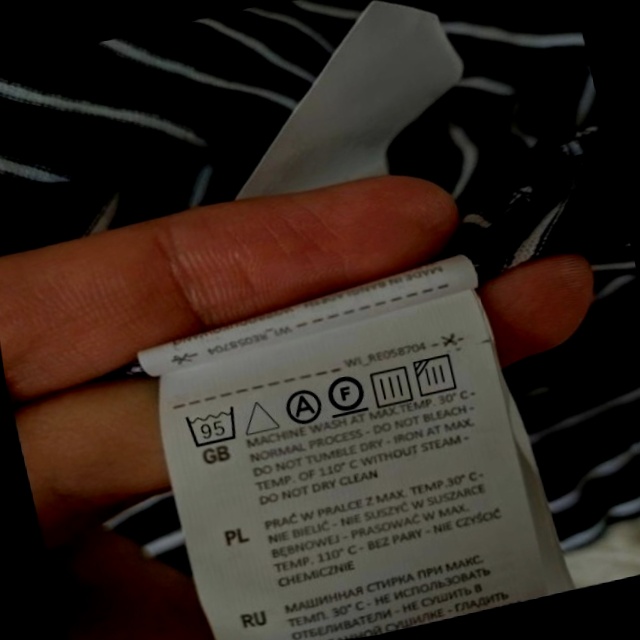 WI_RE058704
95 A F
GB MACHINE WASH AT MAX.TEMP. 30°C -
NORMAL PROCESS. DO NOT BLEACH -
DO NOT TUMBLE DRY. IRON AT MAX.
TEMP. OF 110°C WITHOUT STEAM -
DO NOT DRY CLEAN
PL PRAĆ W PRALCE Z MAX. TEMP. 30°C -
NIE BIELIĆ - NIE SUSZYĆ W SUSZARCE
BĘBNOWEJ - PRASOWAĆ W MAX.
TEMP. 110°C - BEZ PARY - NIE CZYŚCIĆ
CHEMICZNIE
RU МАШИННАЯ СТИРКА ПРИ МАКС
ТЕМП. 30°C - НЕ ИСПОЛЬЗОВАТЬ
ОТБЕЛИВАТЕЛИ - НЕ СУШИТЬ В
СУШИЛКЕ - ГЛАДИТЬ